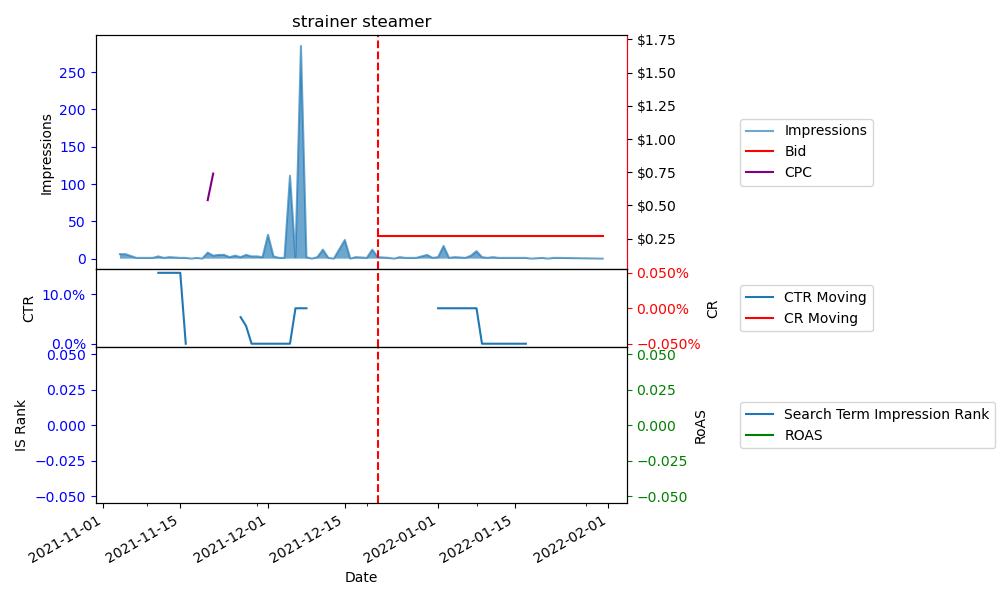 strainer steamer
Impressions
250
200
150
100
50
0
$1.75
$1.50
$1.25
$1.00
$0.75
$0.50
$0.25
Impressions
Bid
CPC
CTR
10.0%
0.0%
0.050%
0.000%
−0.050%
CR
CTR Moving
CR Moving
IS Rank
0.050
0.025
0.000
−0.025
−0.050
0.050
0.025
0.000
−0.025
−0.050
RoAS
Search Term Impression Rank
ROAS
2021-11-01
2021-11-15
2021-12-01
2021-12-15
2022-01-01
2022-01-15
2022-02-01
Date